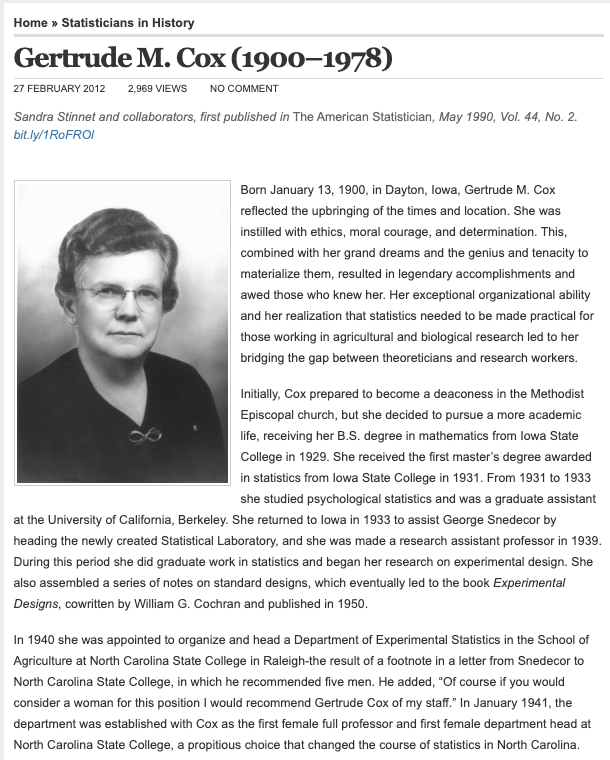 Home » Statisticians in History
Gertrude M. Cox (1900–1978)
27 FEBRUARY 2012 2,969 VIEWS NO COMMENT
Sandra Stinnet and collaborators, first published in The American Statistician, May 1990, Vol. 44, No. 2.
bit.ly/1RoFROl
Born January 13, 1900, in Dayton, Iowa, Gertrude M. Cox
reflected the upbringing of the times and location. She was
instilled with ethics, moral courage, and determination. This,
combined with her grand dreams and the genius and tenacity to
materialize them, resulted in legendary accomplishments and
awed those who knew her. Her exceptional organizational ability
and her realization that statistics needed to be made practical for
those working in agricultural and biological research led to her
bridging the gap between theoreticians and research workers.
Initially, Cox prepared to become a deaconess in the Methodist
Episcopal church, but she decided to pursue a more academic
life, receiving her B.S. degree in mathematics from Iowa State
College in 1929. She received the first master's degree awarded
in statistics from Iowa State College in 1931. From 1931 to 1933
she studied psychological statistics and was a graduate assistant
at the University of California, Berkeley. She returned to Iowa in 1933 to assist George Snedecor by
heading the newly created Statistical Laboratory, and she was made a research assistant professor in 1939.
During this period she did graduate work in statistics and began her research on experimental design. She
also assembled a series of notes on standard designs, which eventually led to the book Experimental
Designs, cowritten by William G. Cochran and published in 1950.
In 1940 she was appointed to organize and head a Department of Experimental Statistics in the School of
Agriculture at North Carolina State College in Raleigh-the result of a footnote in a letter from Snedecor to
North Carolina State College, in which he recommended five men. He added, “Of course if you would
consider a woman for this position I would recommend Gertrude Cox of my staff.” In January 1941, the
department was established with Cox as the first female full professor and first female department head at
North Carolina State College, a propitious choice that changed the course of statistics in North Carolina.